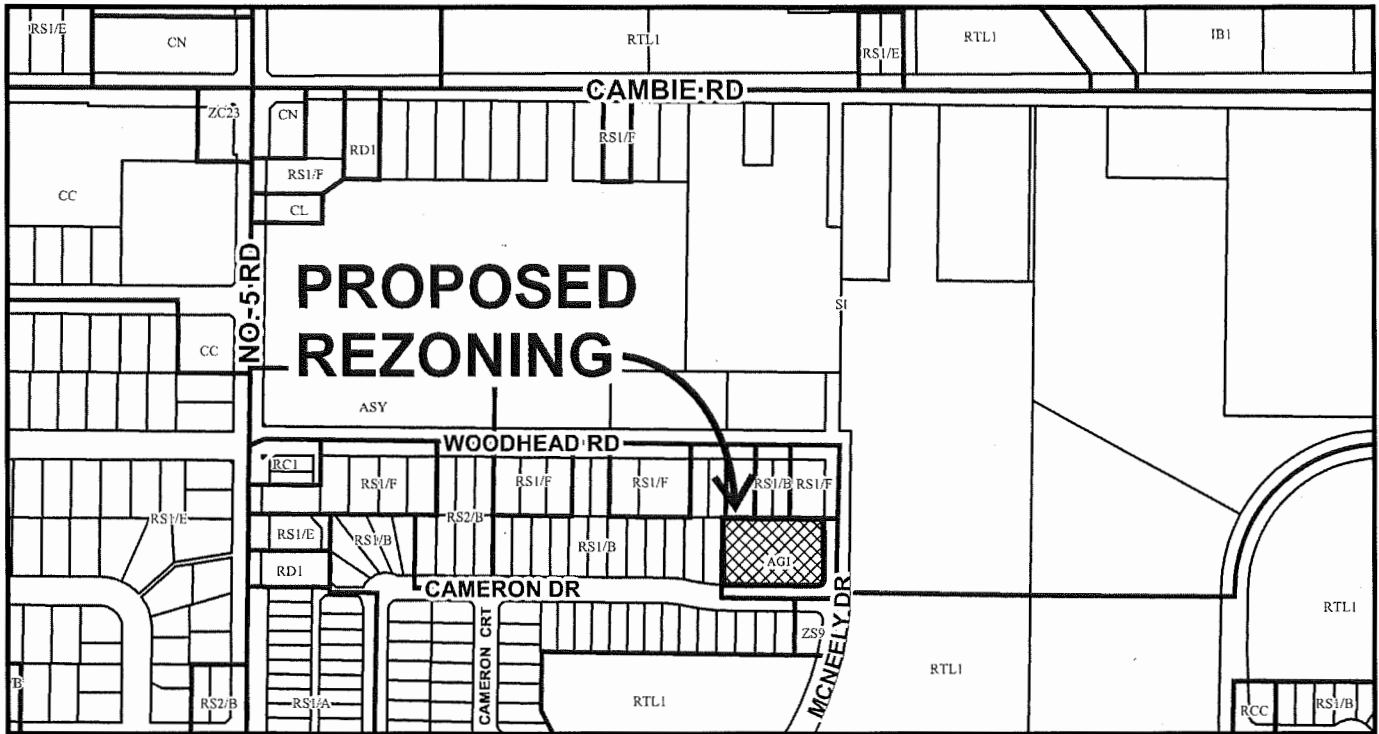 RS1/E
CN
RTL1
RS1/E
RTL1
IB1
CAMBIE RD
ZC23
CN
RD1
RS1/F
RS1/F
CC
CL
NO. 5 RD
PROPOSED
REZONING
SI
CC
ASY
WOODHEAD RD
RC1
RS1/F
RS1/F
RS1/F
RS1/B
RS1/F
RS1/E
RS1/E
RS1/B
RS2/B
RS1/B
AG1
RD1
CAMERON DR
CAMERON CRT
ZS9
MCNEELY DR
RTL1
RTL1
RTL1
/B
RS2/B
RS1/A
RCC
RS1/B